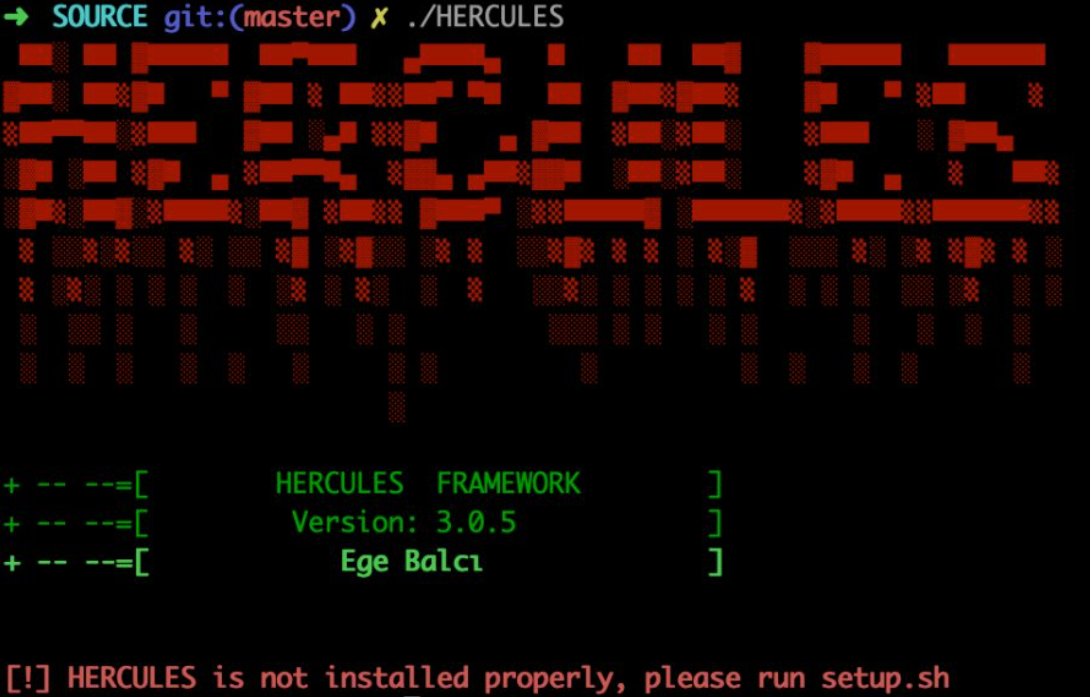 ➜ SOURCE git:(master) ✗ ./HERCULES
HERCULES
+ -- --=[ HERCULES FRAMEWORK ]
+ -- --=[ Version: 3.0.5 ]
+ -- --=[ Ege Balcı ]
[!] HERCULES is not installed properly, please run setup.sh